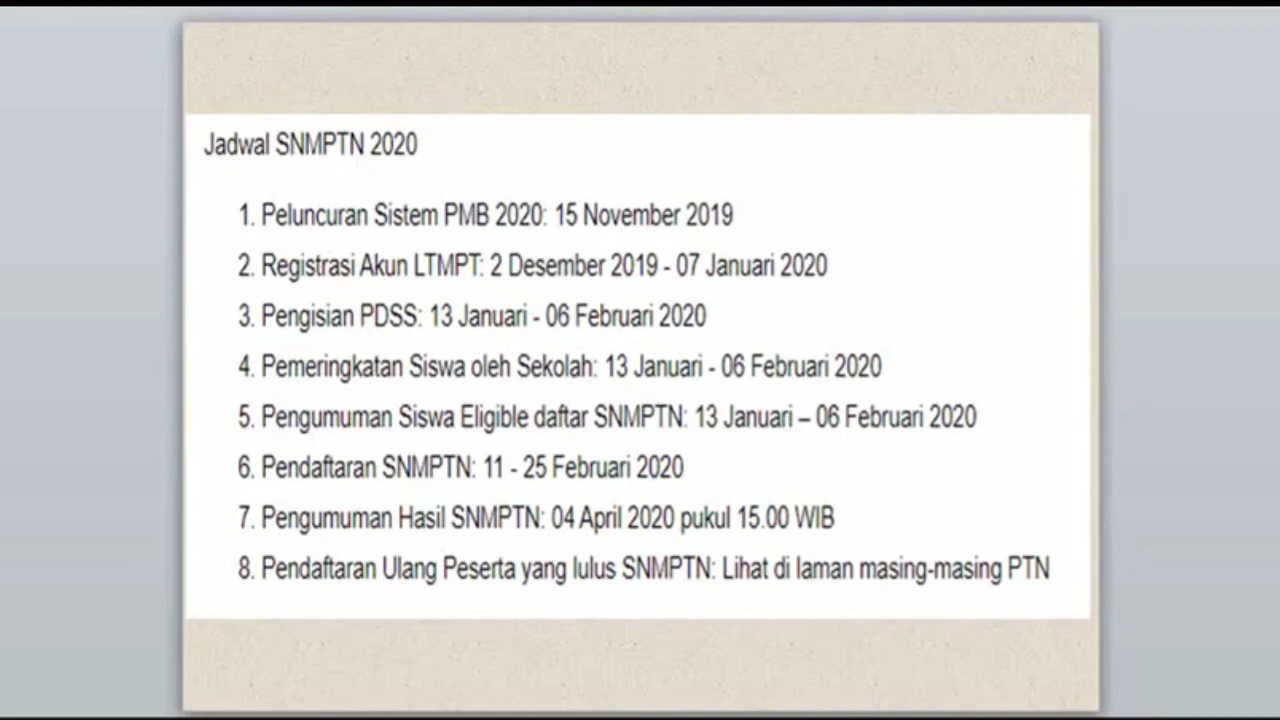 Jadwal SNMPTN 2020
1. Peluncuran Sistem PMB 2020: 15 November 2019
2. Registrasi Akun LTMPT: 2 Desember 2019 - 07 Januari 2020
3. Pengisian PDSS: 13 Januari - 06 Februari 2020
4. Pemeringkatan Siswa oleh Sekolah: 13 Januari - 06 Februari 2020
5. Pengumuman Siswa Eligible daftar SNMPTN: 13 Januari – 06 Februari 2020
6. Pendaftaran SNMPTN: 11 - 25 Februari 2020
7. Pengumuman Hasil SNMPTN: 04 April 2020 pukul 15.00 WIB
8. Pendaftaran Ulang Peserta yang lulus SNMPTN: Lihat di laman masing-masing PTN